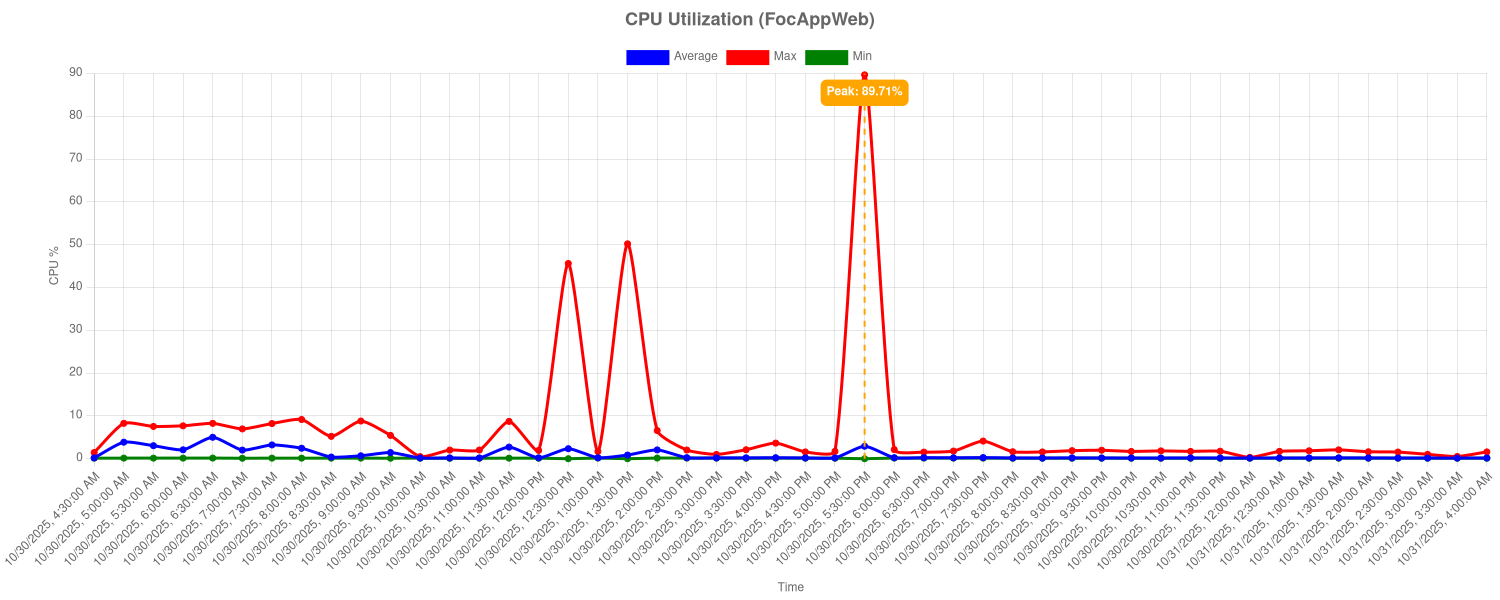 CPU Utilization (FocAppWeb)
Average Max Min
90
80
70
60
50
40
30
20
10
0
CPU %
Peak: 89.71%
10/30/2025, 4:30:00 AM
10/30/2025, 5:00:00 AM
10/30/2025, 5:30:00 AM
10/30/2025, 6:00:00 AM
10/30/2025, 6:30:00 AM
10/30/2025, 7:00:00 AM
10/30/2025, 7:30:00 AM
10/30/2025, 8:00:00 AM
10/30/2025, 8:30:00 AM
10/30/2025, 9:00:00 AM
10/30/2025, 9:30:00 AM
10/30/2025, 10:00:00 AM
10/30/2025, 10:30:00 AM
10/30/2025, 11:00:00 AM
10/30/2025, 11:30:00 AM
10/30/2025, 12:00:00 PM
10/30/2025, 12:30:00 PM
10/30/2025, 1:00:00 PM
10/30/2025, 1:30:00 PM
10/30/2025, 2:00:00 PM
10/30/2025, 2:30:00 PM
10/30/2025, 3:00:00 PM
10/30/2025, 3:30:00 PM
10/30/2025, 4:00:00 PM
10/30/2025, 4:30:00 PM
10/30/2025, 5:00:00 PM
10/30/2025, 5:30:00 PM
10/30/2025, 6:00:00 PM
10/30/2025, 6:30:00 PM
10/30/2025, 7:00:00 PM
10/30/2025, 7:30:00 PM
10/30/2025, 8:00:00 PM
10/30/2025, 8:30:00 PM
10/30/2025, 9:00:00 PM
10/30/2025, 9:30:00 PM
10/30/2025, 10:00:00 PM
10/30/2025, 10:30:00 PM
10/30/2025, 11:00:00 PM
10/30/2025, 11:30:00 PM
10/31/2025, 12:00:00 AM
10/31/2025, 12:30:00 AM
10/31/2025, 1:00:00 AM
10/31/2025, 1:30:00 AM
10/31/2025, 2:00:00 AM
10/31/2025, 2:30:00 AM
10/31/2025, 3:00:00 AM
10/31/2025, 3:30:00 AM
10/31/2025, 4:00:00 AM
Time